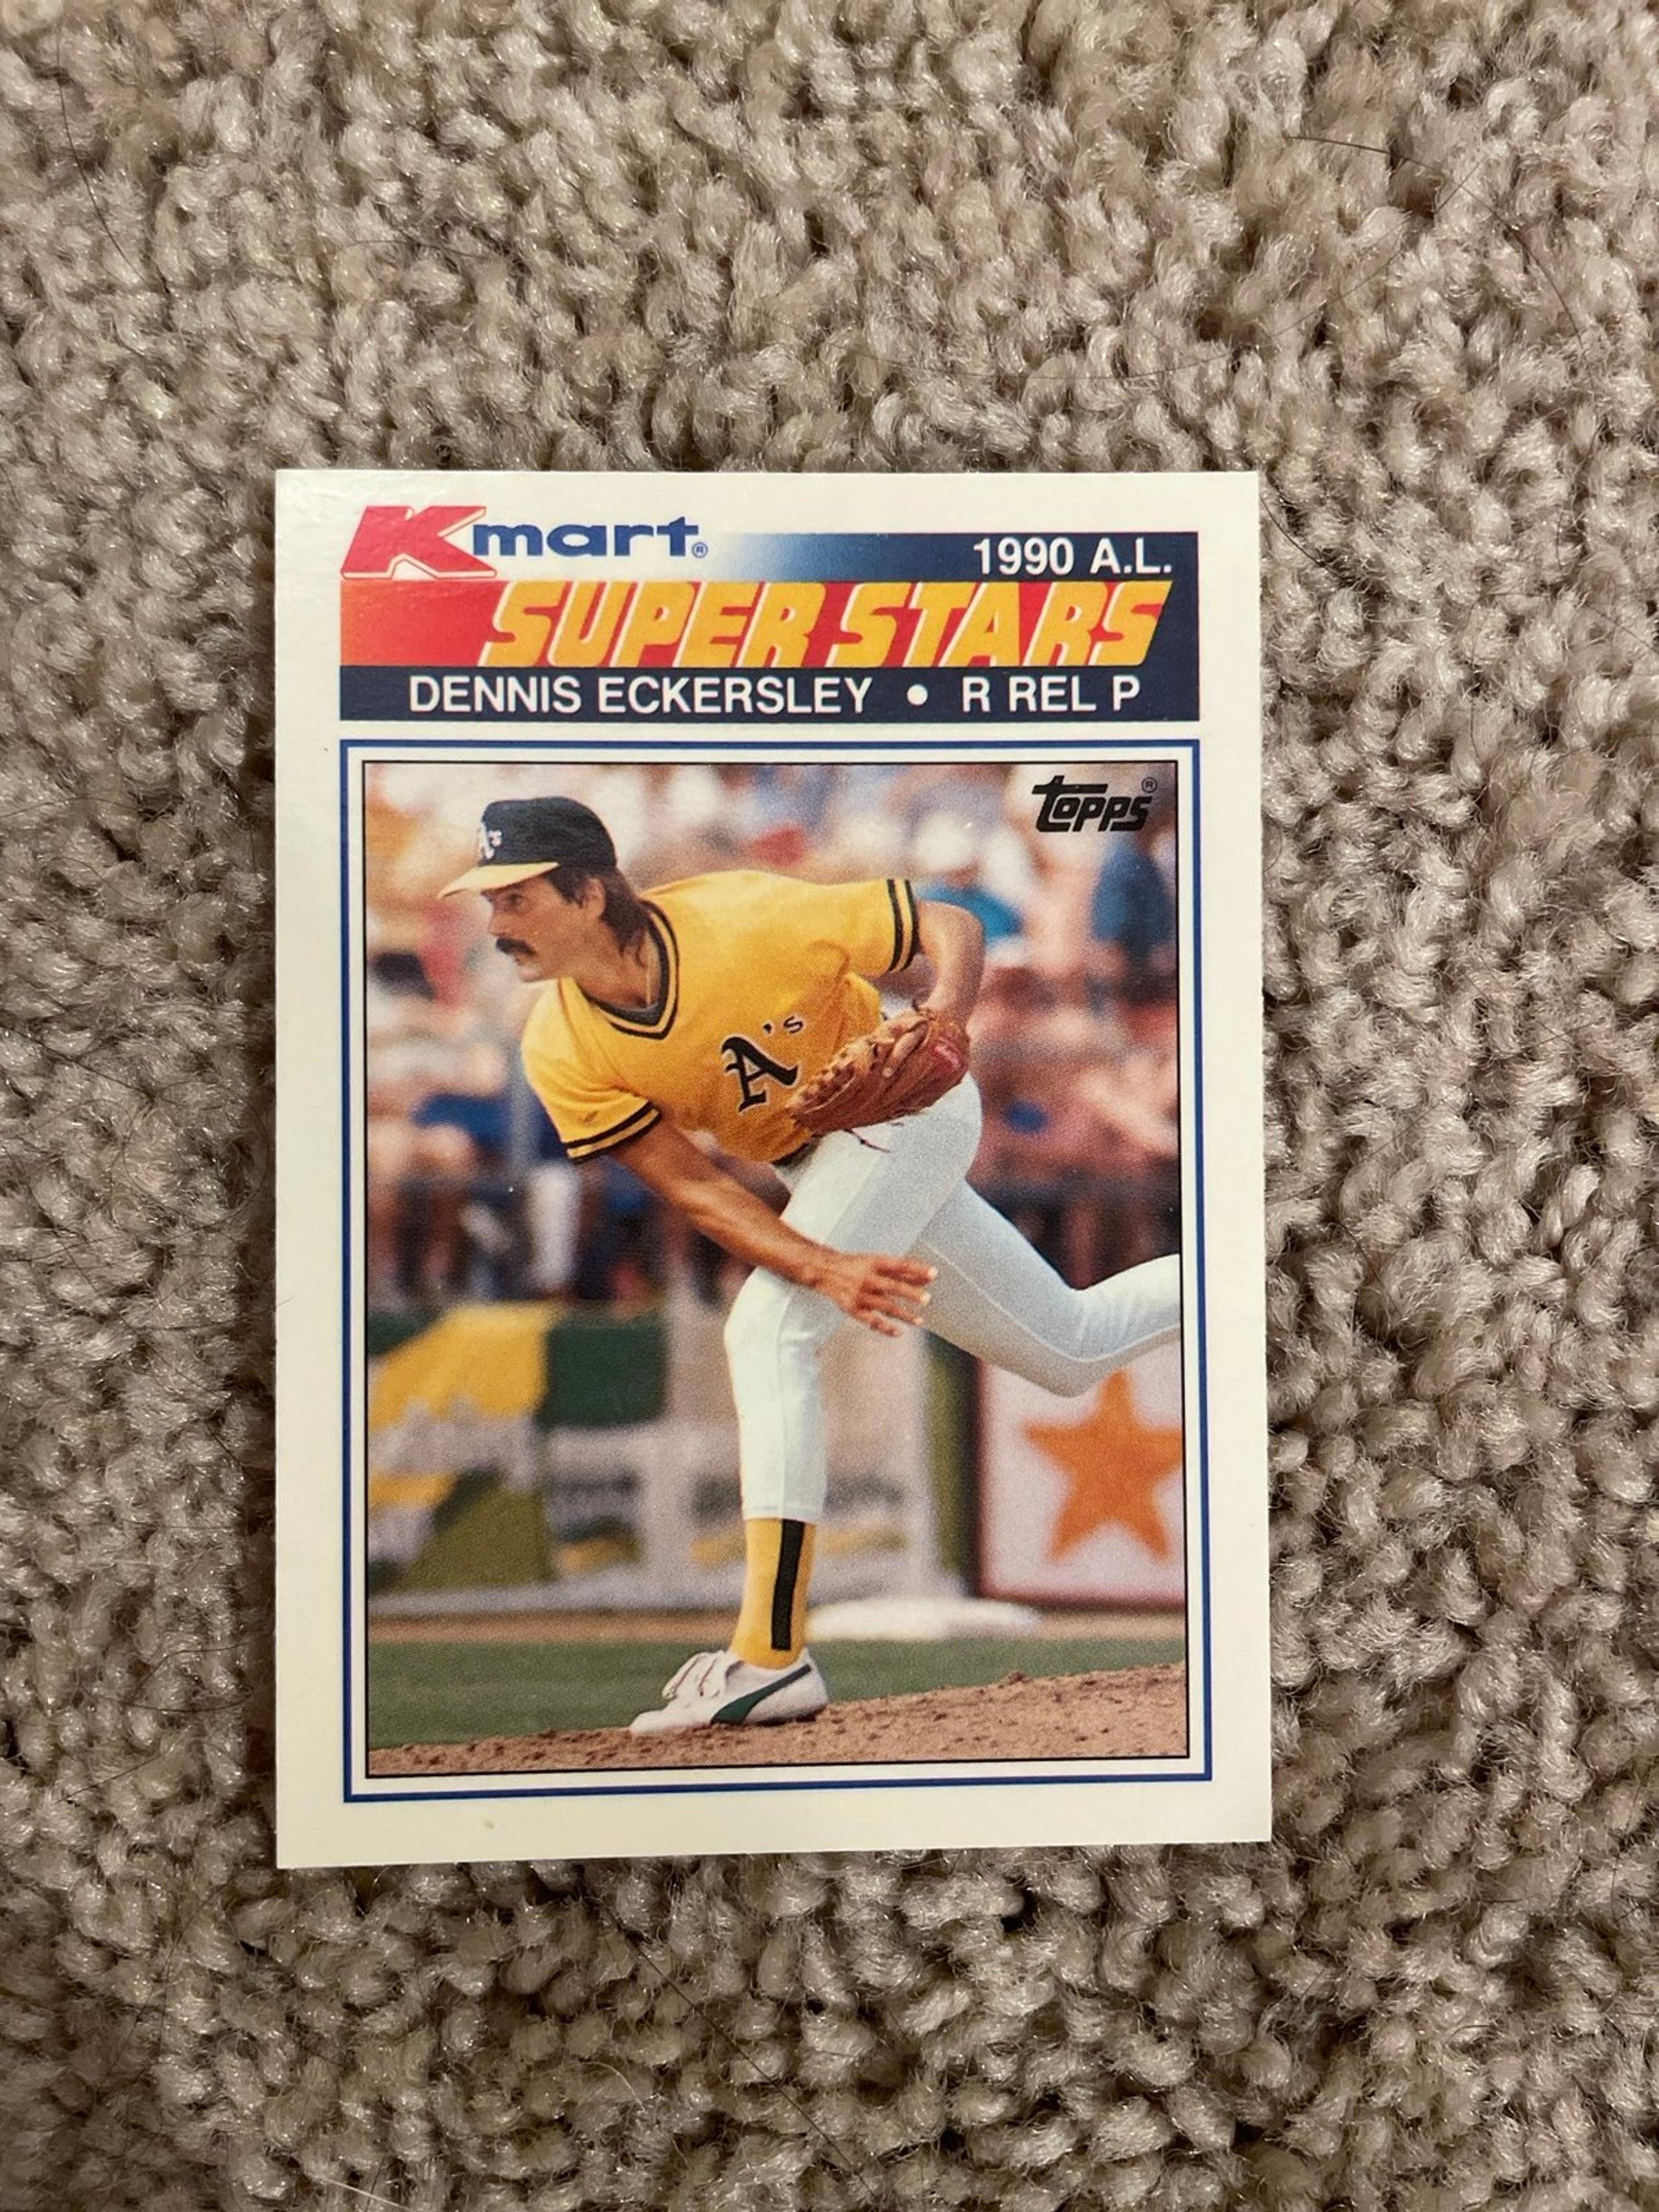 Kmart®
1990 A.L.
SUPER STARS
DENNIS ECKERSLEY • R REL P
topps®
A's
A's